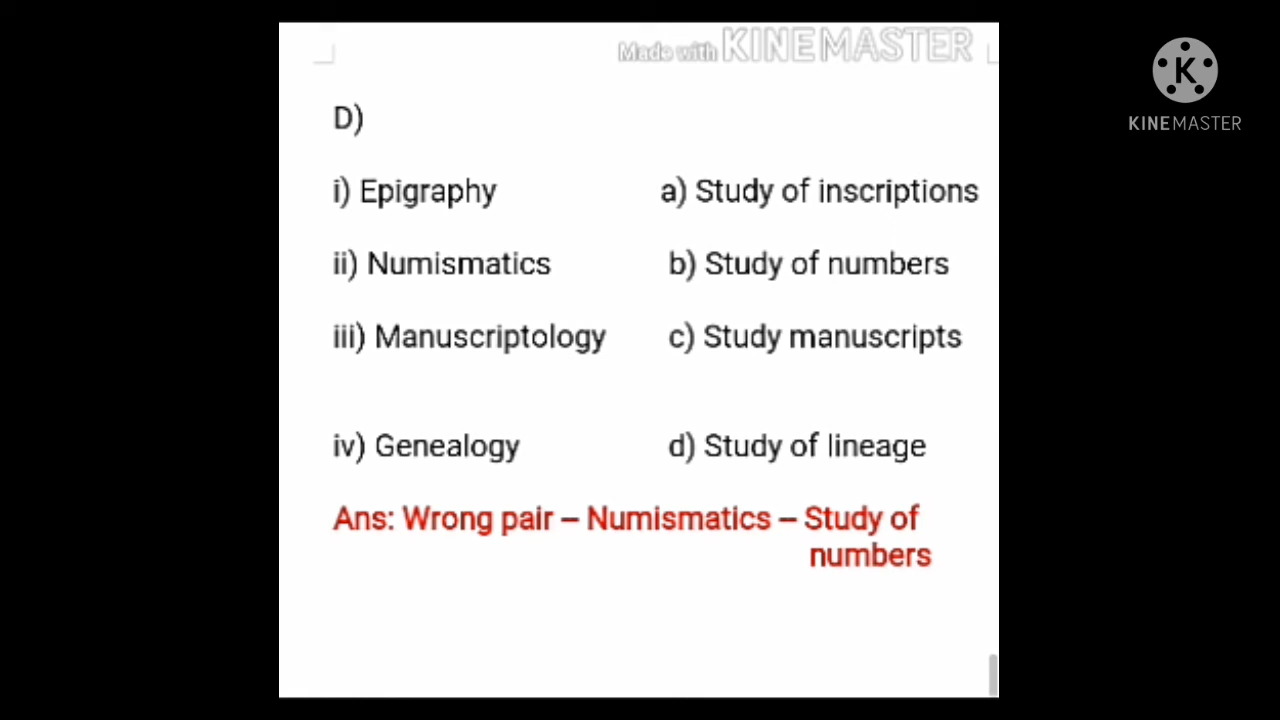 Made with KINEMASTER
KINEMASTER
D)
i) Epigraphy a) Study of inscriptions
ii) Numismatics b) Study of numbers
iii) Manuscriptology c) Study manuscripts
iv) Genealogy d) Study of lineage
Ans: Wrong pair – Numismatics – Study of
numbers